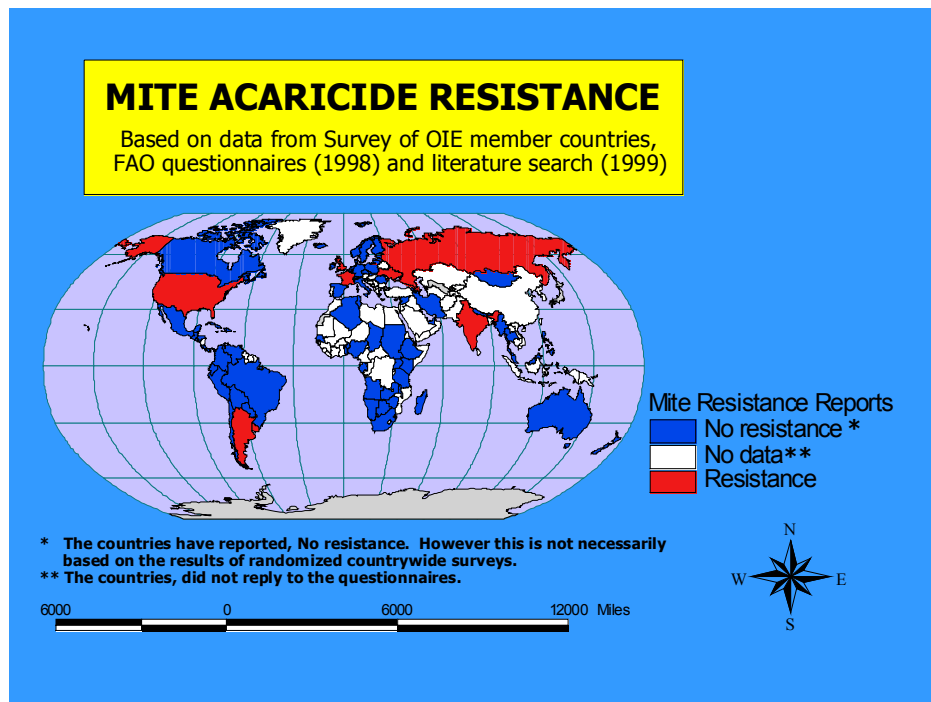 MITE ACARICIDE RESISTANCE
Based on data from Survey of OIE member countries,
FAO questionnaires (1998) and literature search (1999)
Mite Resistance Reports
No resistance *
No data**
Resistance
* The countries have reported, No resistance. However this is not necessarily
based on the results of randomized countrywide surveys.
** The countries, did not reply to the questionnaires.
6000 0 6000 12000 Miles
N
W E
S